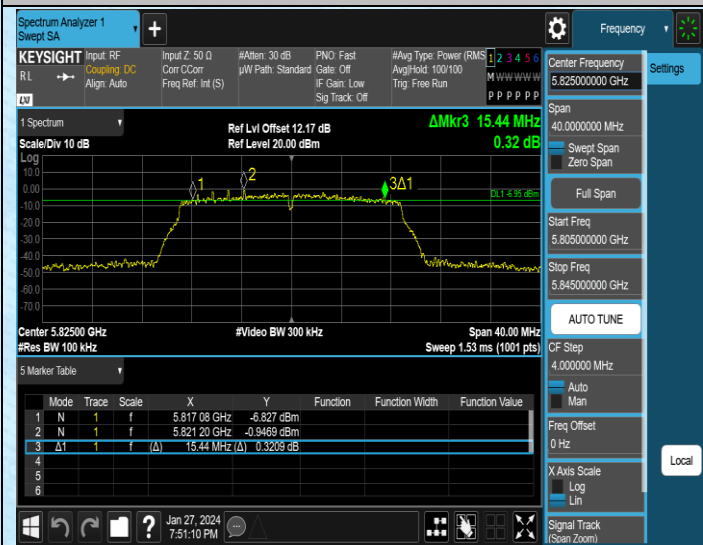 Spectrum Analyzer 1
Swept SA
+
Frequency
KEYSIGHT
RL
LXI
Input: RF
Coupling: DC
Align: Auto
Input Z: 50 Ω
Corr CCorr
Freq Ref: Int (S)
#Atten: 30 dB
µW Path: Standard
PNO: Fast
Gate: Off
IF Gain: Low
Sig Track: Off
#Avg Type: Power (RMS
Avg|Hold: 100/100
Trig: Free Run
1 2 3 4 5 6
M W W W W W
P P P P P P
1 Spectrum
Scale/Div 10 dB
Log
Ref Lvl Offset 12.17 dB
Ref Level 20.00 dBm
ΔMkr3 15.44 MHz
0.32 dB
10.0
0.00
-10.0
-20.0
-30.0
-40.0
-50.0
-60.0
-70.0
1
2
3Δ1
DL1 -6.95 dBm
Center 5.82500 GHz
#Res BW 100 kHz
#Video BW 300 kHz
Span 40.00 MHz
Sweep 1.53 ms (1001 pts)
5 Marker Table
Mode Trace Scale X Y Function Function Width Function Value
1 N 1 f 5.817 08 GHz -6.827 dBm
2 N 1 f 5.821 20 GHz -0.9469 dBm
3 Δ1 1 f (Δ) 15.44 MHz (Δ) 0.3209 dB
4
5
6
Jan 27, 2024
7:51:10 PM
Center Frequency
5.825000000 GHz
Span
40.0000000 MHz
Swept Span
Zero Span
Full Span
Start Freq
5.805000000 GHz
Stop Freq
5.845000000 GHz
AUTO TUNE
CF Step
4.000000 MHz
Auto
Man
Freq Offset
0 Hz
X Axis Scale
Log
Lin
Signal Track
(Span Zoom)
Settings
Local